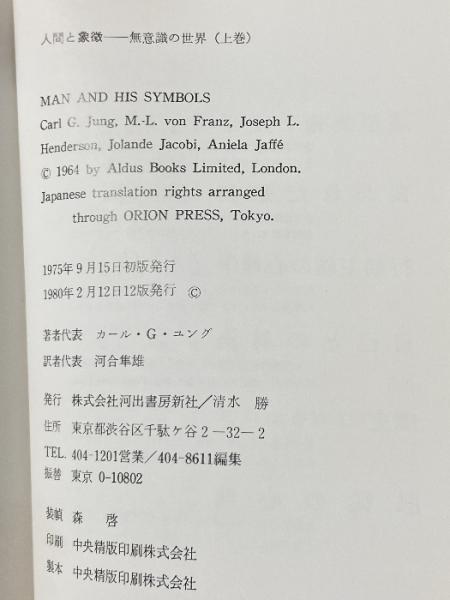 人間と象徴――無意識の世界（上巻）
MAN AND HIS SYMBOLS
Carl G. Jung, M.-L. von Franz, Joseph L.
Henderson, Jolande Jacobi, Aniela Jaffé
© 1964 by Aldus Books Limited, London.
Japanese translation rights arranged
through ORION PRESS, Tokyo.
1975年9月15日初版発行
1980年2月12日12版発行 ©
著者代表 カール・G・ユング
訳者代表 河合隼雄
発行 株式会社河出書房新社／清水 勝
住所 東京都渋谷区千駄ケ谷2―32―2
TEL. 404-1201営業／404-8611編集
振替 東京 0-10802
装幀 森 啓
印刷 中央精版印刷株式会社
製本 中央精版印刷株式会社